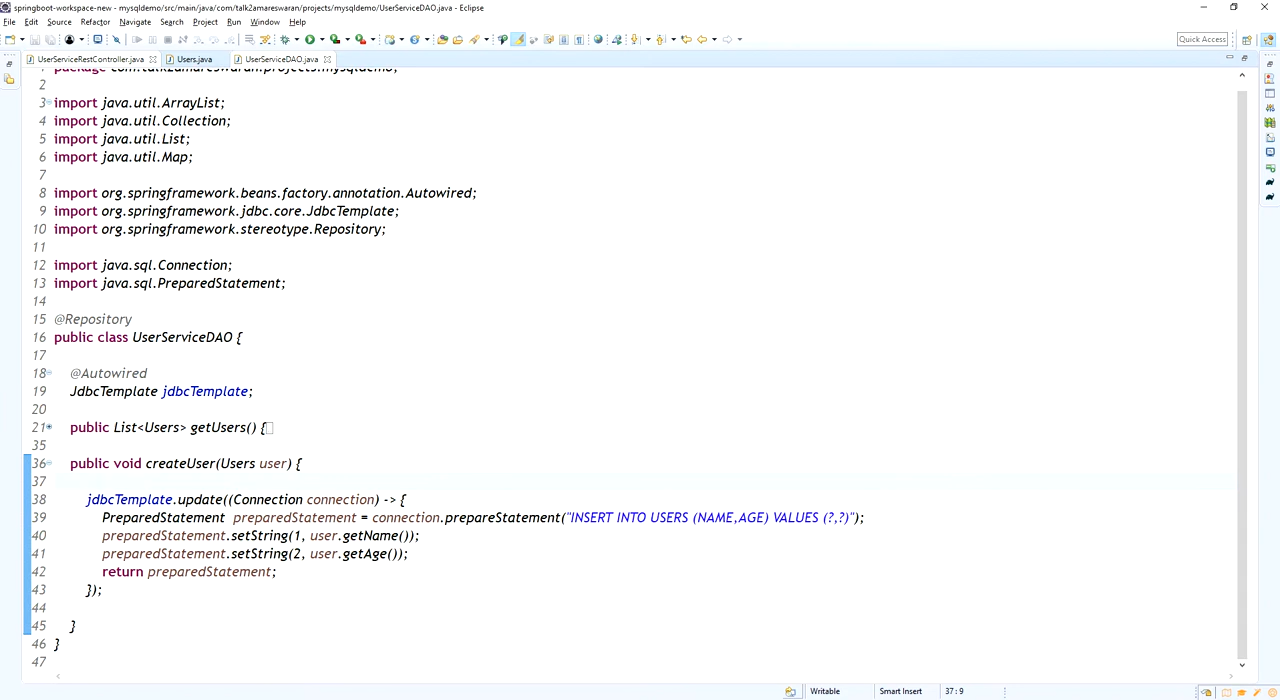 springboot-workspace-new - mysqldemo/src/main/java/com/talk2amareswaran/projects/mysqldemo/UserServiceDAO.java - Eclipse
File Edit Source Refactor Navigate Search Project Run Window Help
Quick Access
UserServiceRestController.java Users.java UserServiceDAO.java
1 package com.talk2amareswaran.projects.mysqldemo;
2
3 import java.util.ArrayList;
4 import java.util.Collection;
5 import java.util.List;
6 import java.util.Map;
7
8 import org.springframework.beans.factory.annotation.Autowired;
9 import org.springframework.jdbc.core.JdbcTemplate;
10 import org.springframework.stereotype.Repository;
11
12 import java.sql.Connection;
13 import java.sql.PreparedStatement;
14
15 @Repository
16 public class UserServiceDAO {
17
18 @Autowired
19 JdbcTemplate jdbcTemplate;
20
21 public List<Users> getUsers() {
35
36 public void createUser(Users user) {
37
38 jdbcTemplate.update((Connection connection) -> {
39 PreparedStatement preparedStatement = connection.prepareStatement("INSERT INTO USERS (NAME,AGE) VALUES (?,?)");
40 preparedStatement.setString(1, user.getName());
41 preparedStatement.setString(2, user.getAge());
42 return preparedStatement;
43 });
44
45 }
46 }
47
Writable Smart Insert 37 : 9